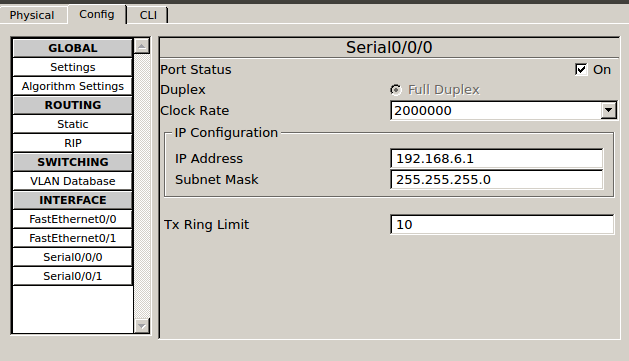 Physical
Config
CLI
GLOBAL
Settings
Algorithm Settings
ROUTING
Static
RIP
SWITCHING
VLAN Database
INTERFACE
FastEthernet0/0
FastEthernet0/1
Serial0/0/0
Serial0/0/1
Serial0/0/0
Port Status
On
Duplex
Full Duplex
Clock Rate
2000000
IP Configuration
IP Address
192.168.6.1
Subnet Mask
255.255.255.0
Tx Ring Limit
10